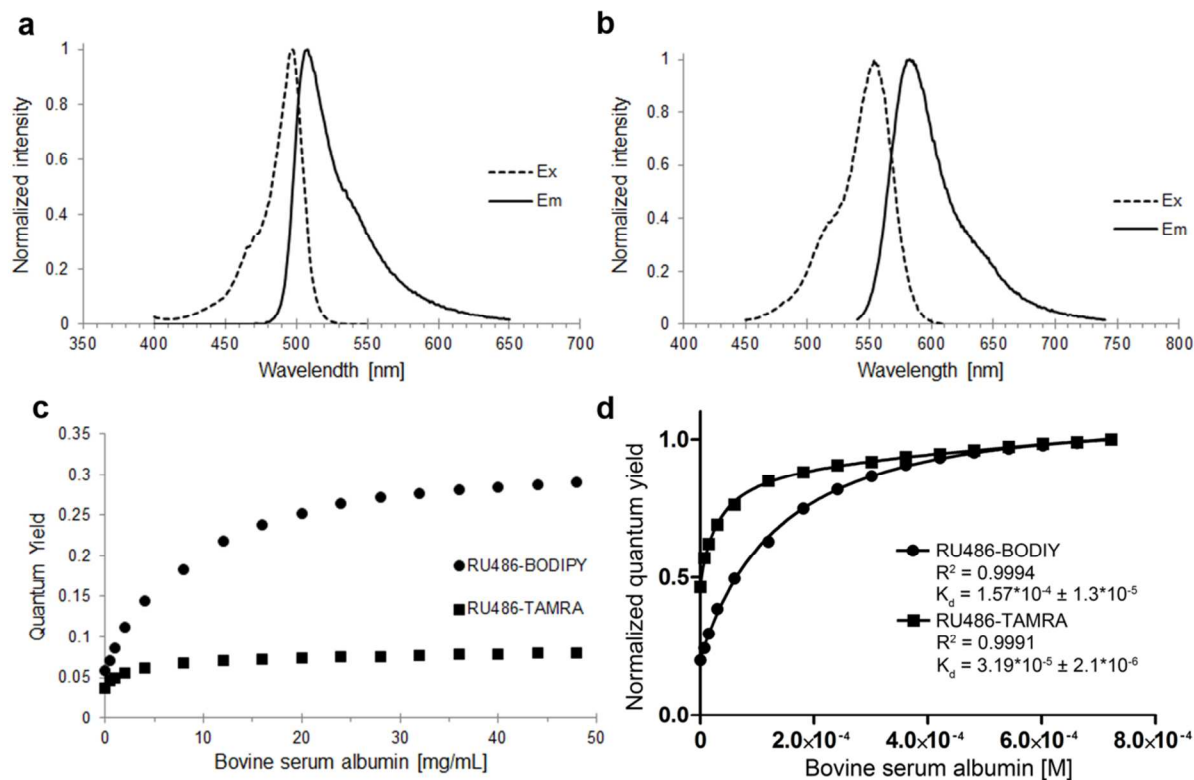 a
Normalized intensity
1
0.8
0.6
0.4
0.2
0
350 400 450 500 550 600 650 700
Wavelendth [nm]
Ex
Em
b
Normalized intensity
1
0.8
0.6
0.4
0.2
0
400 450 500 550 600 650 700 750 800
Wavelength [nm]
Ex
Em
c
Quantum Yield
0.35
0.3
0.25
0.2
0.15
0.1
0.05
0
0 10 20 30 40 50
Bovine serum albumin [mg/mL]
RU486-BODIPY
RU486-TAMRA
d
Normalized quantum yield
1.0
0.5
0.0
0 2.0×10⁻⁴ 4.0×10⁻⁴ 6.0×10⁻⁴ 8.0×10⁻⁴
Bovine serum albumin [M]
RU486-BODIY
R² = 0.9994
K_d = 1.57*10⁻⁴ ± 1.3*10⁻⁵
RU486-TAMRA
R² = 0.9991
K_d = 3.19*10⁻⁵ ± 2.1*10⁻⁶